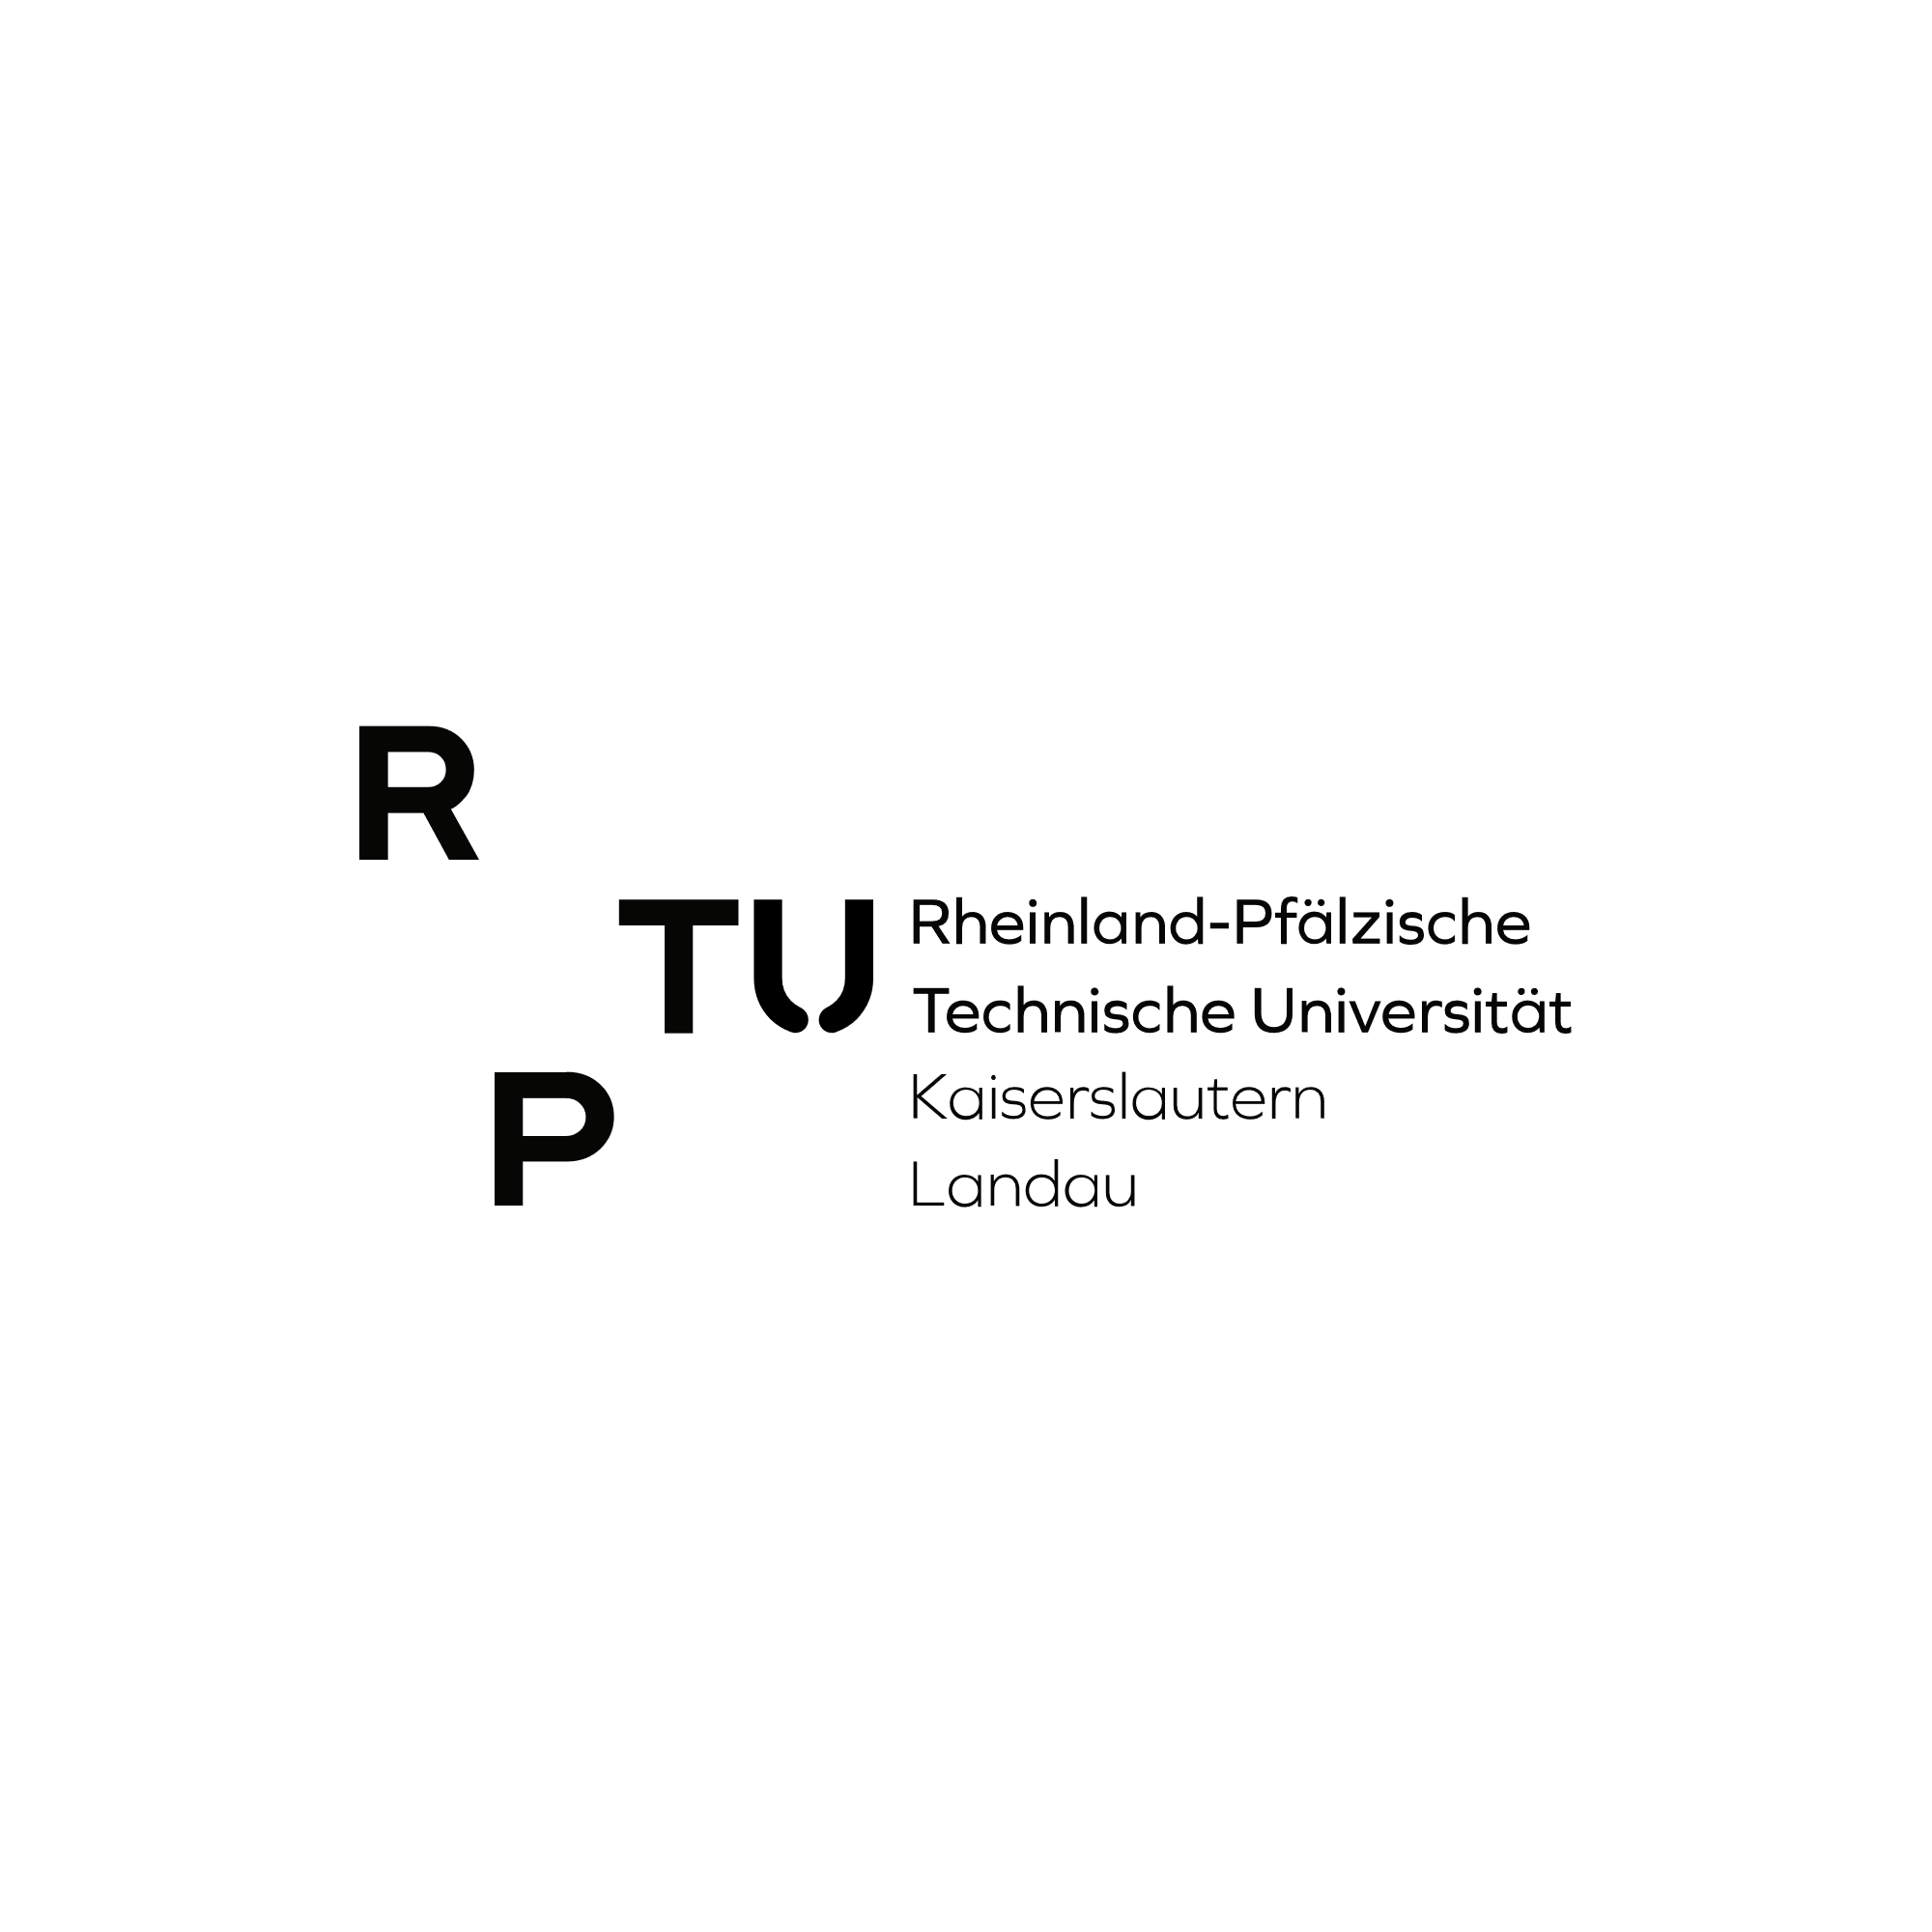 R
TU
P
Rheinland-Pfälzische
Technische Universität
Kaiserslautern
Landau